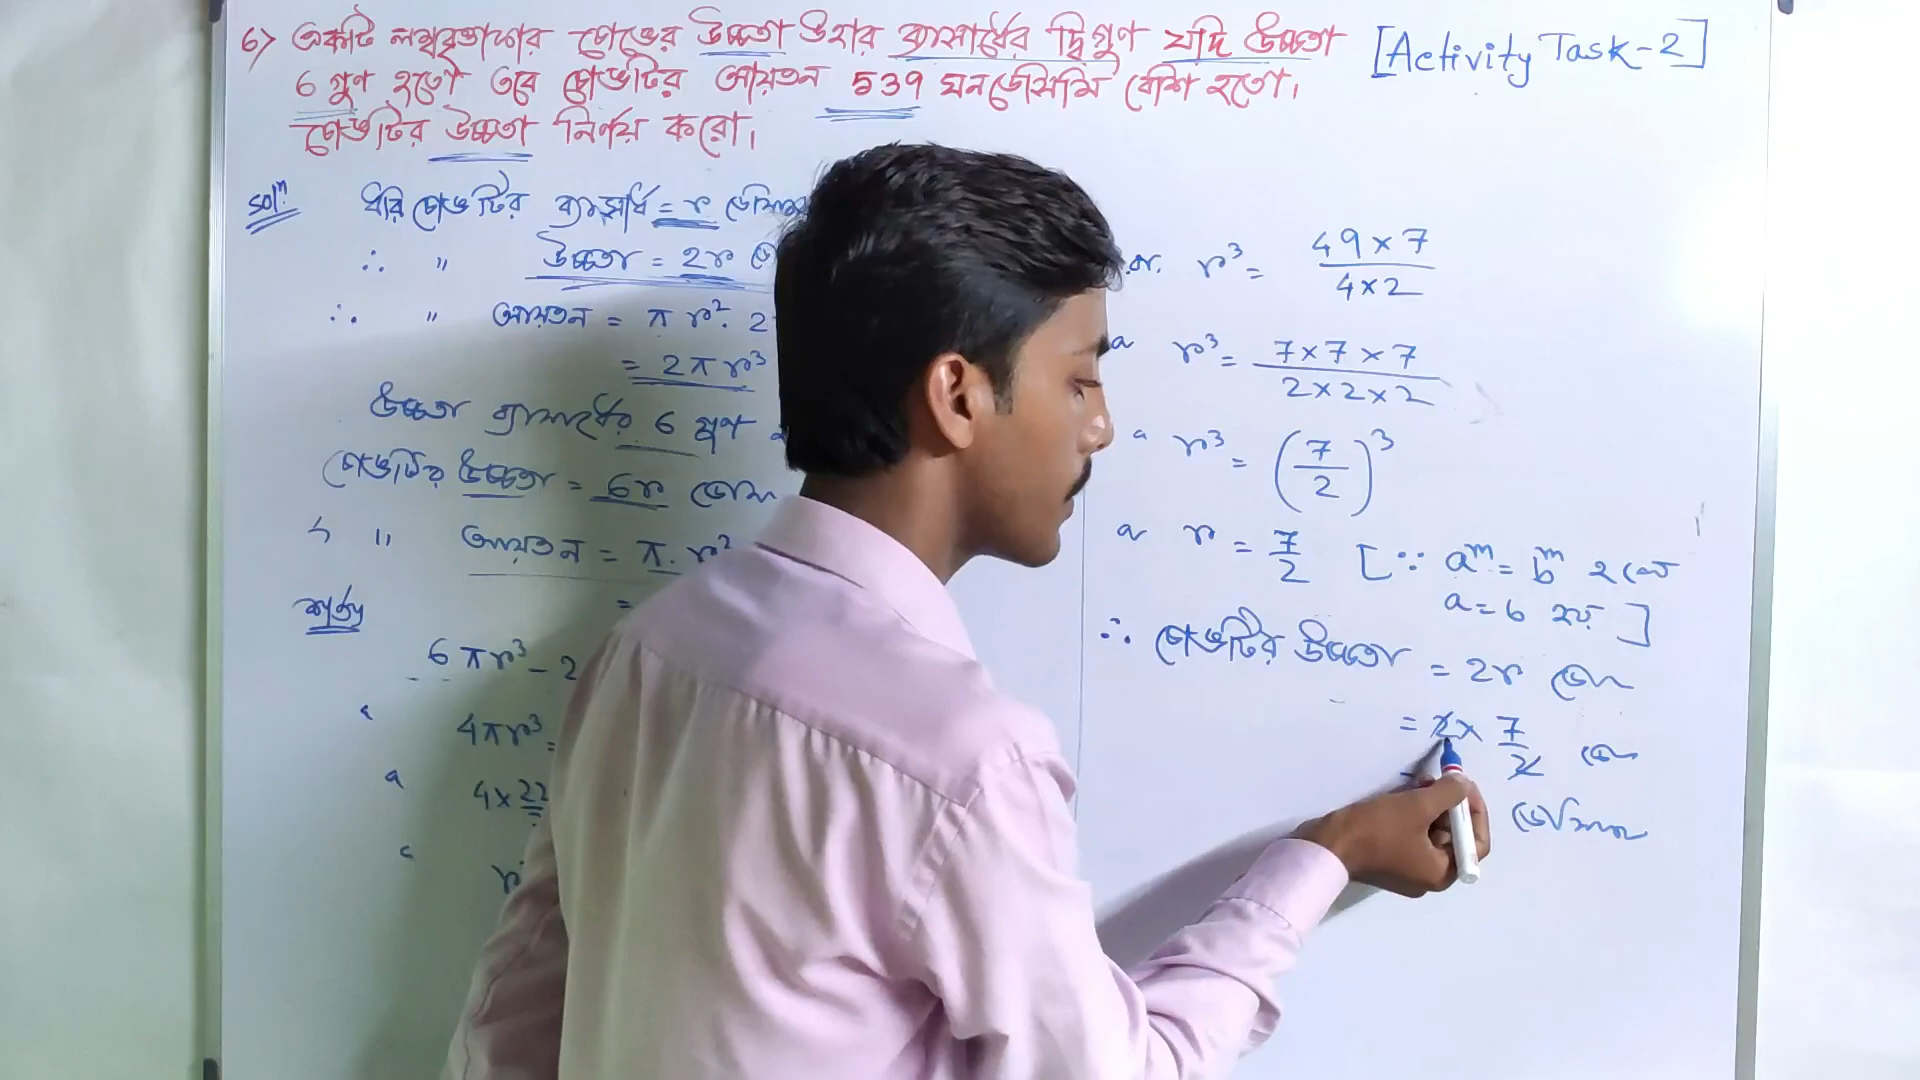 6) একটি লম্ববৃত্তাকার চোঙের উচ্চতা উহার ব্যাসার্ধের দ্বিগুণ যদি উচ্চতা [Activity Task-2]
6 গুণ হতো তবে চোঙটির আয়তন 539 ঘনডেসিমি বেশি হতো।
চোঙটির উচ্চতা নির্ণয় করো।
Solⁿ. ধরি চোঙটির ব্যাসার্ধ = r ডেসিমি
∴ " উচ্চতা = 2r
∴ " আয়তন = π r². 2
= 2πr³
উচ্চতা ব্যাসার্ধের 6 গুণ
চোঙটির উচ্চতা = 6r ডেসি
" আয়তন = π. r²
=
শর্তে
6πr³ - 2
4πr³ =
a 4 × 22
r
বা, r³ = 49×7 / 4×2
a r³ = 7×7×7 / 2×2×2
a r³ = (7/2)³
a r = 7/2 [∵ aᵐ = bᵐ হলে
a = b হয়]
∴ চোঙটির উচ্চতা = 2r ডেসি
= 2 × 7/2 ডেসি
ডেসিমি